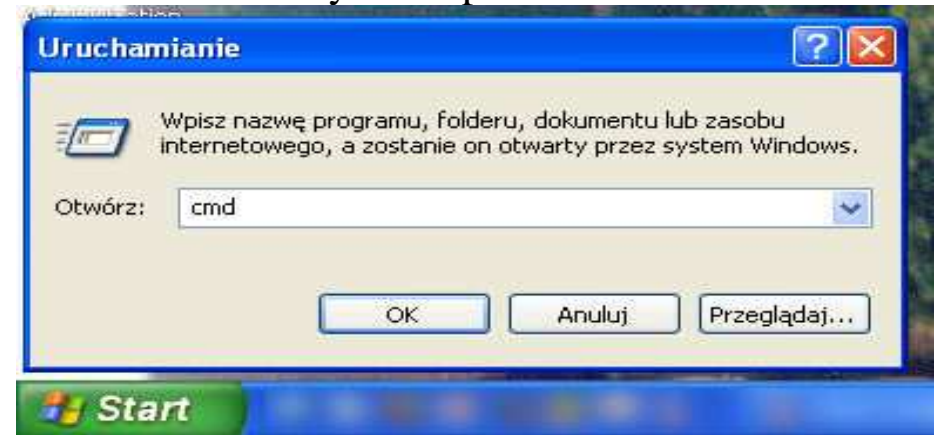 Uruchamianie
Wpisz nazwę programu, folderu, dokumentu lub zasobu
internetowego, a zostanie on otwarty przez system Windows.
Otwórz:
cmd
OK
Anuluj
Przeglądaj...
Start